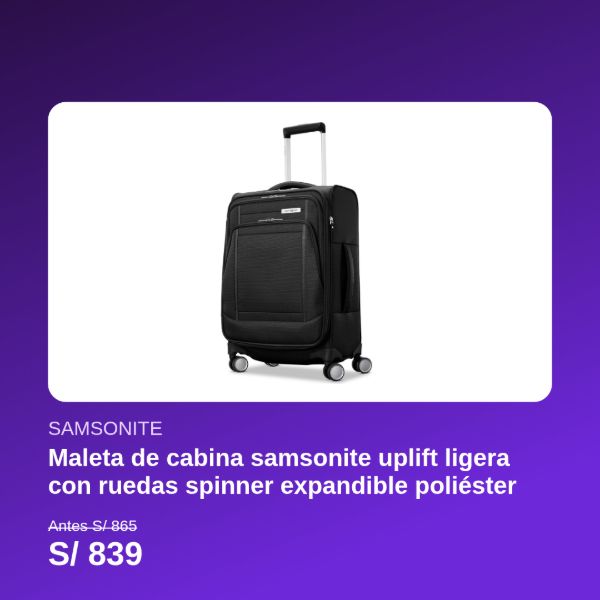 SAMSONITE
Maleta de cabina samsonite uplift ligera
con ruedas spinner expandible poliéster
Antes S/ 865
S/ 839